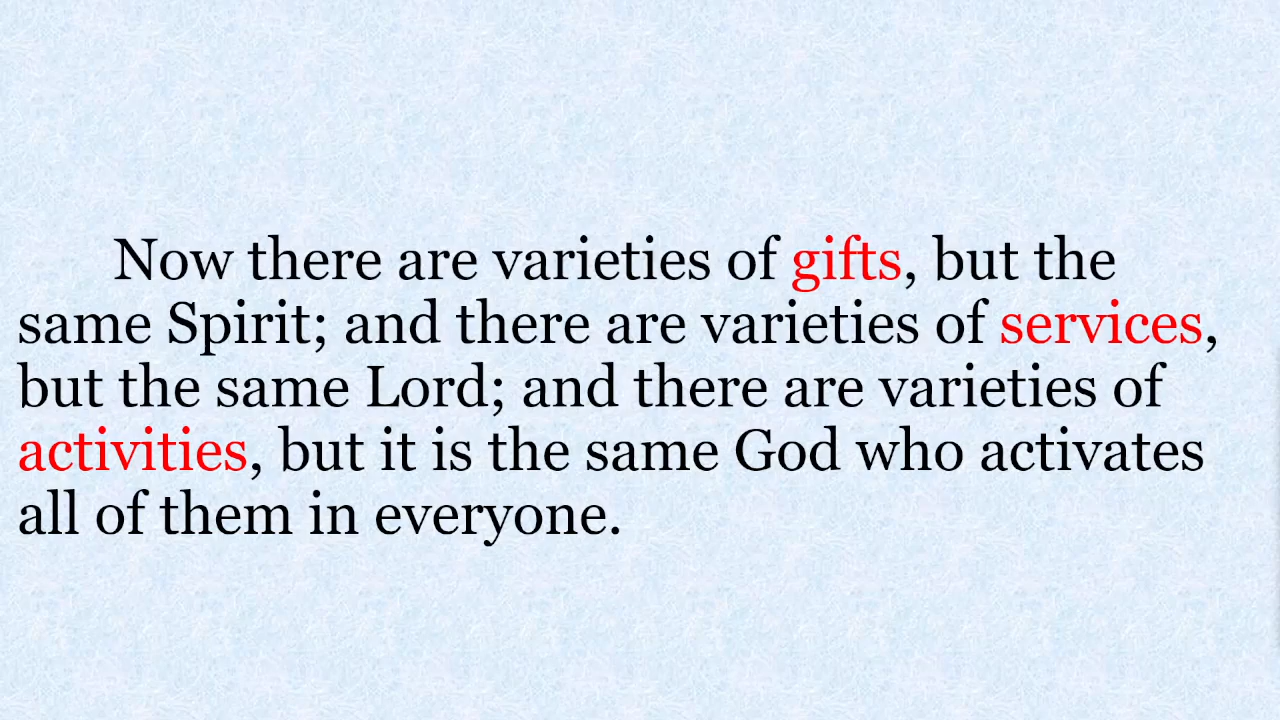 Now there are varieties of gifts, but the
same Spirit; and there are varieties of services,
but the same Lord; and there are varieties of
activities, but it is the same God who activates
all of them in everyone.